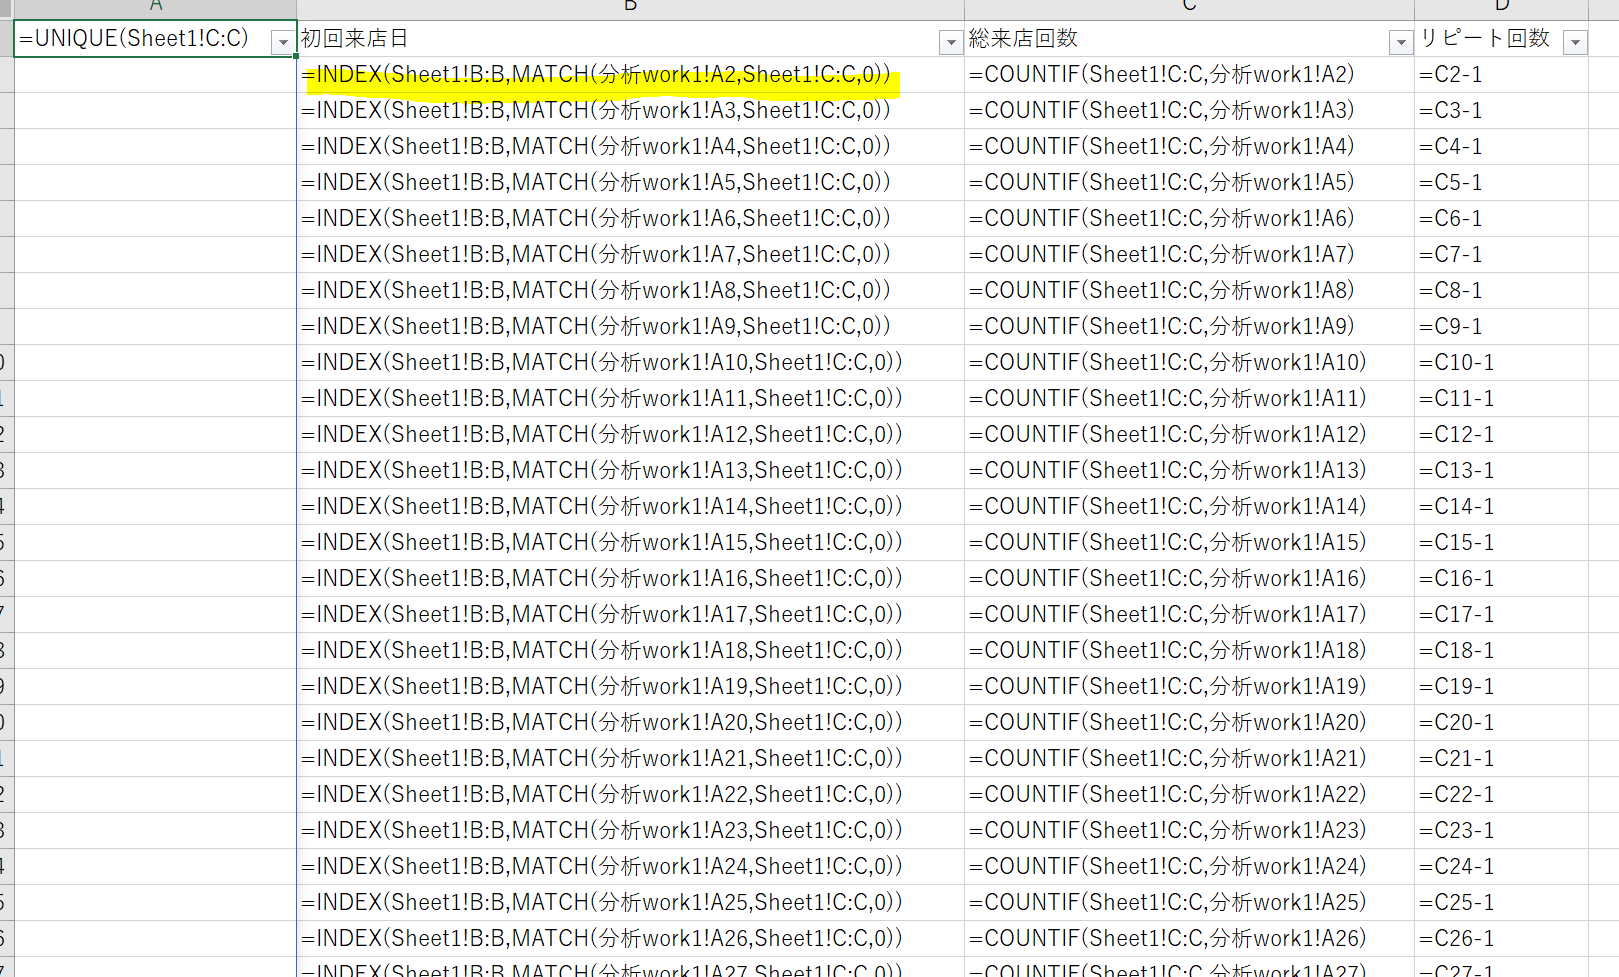 A B C D
=UNIQUE(Sheet1!C:C) 初回来店日 総来店回数 リピート回数
=INDEX(Sheet1!B:B,MATCH(分析work1!A2,Sheet1!C:C,0)) =COUNTIF(Sheet1!C:C,分析work1!A2) =C2-1
=INDEX(Sheet1!B:B,MATCH(分析work1!A3,Sheet1!C:C,0)) =COUNTIF(Sheet1!C:C,分析work1!A3) =C3-1
=INDEX(Sheet1!B:B,MATCH(分析work1!A4,Sheet1!C:C,0)) =COUNTIF(Sheet1!C:C,分析work1!A4) =C4-1
=INDEX(Sheet1!B:B,MATCH(分析work1!A5,Sheet1!C:C,0)) =COUNTIF(Sheet1!C:C,分析work1!A5) =C5-1
=INDEX(Sheet1!B:B,MATCH(分析work1!A6,Sheet1!C:C,0)) =COUNTIF(Sheet1!C:C,分析work1!A6) =C6-1
=INDEX(Sheet1!B:B,MATCH(分析work1!A7,Sheet1!C:C,0)) =COUNTIF(Sheet1!C:C,分析work1!A7) =C7-1
=INDEX(Sheet1!B:B,MATCH(分析work1!A8,Sheet1!C:C,0)) =COUNTIF(Sheet1!C:C,分析work1!A8) =C8-1
=INDEX(Sheet1!B:B,MATCH(分析work1!A9,Sheet1!C:C,0)) =COUNTIF(Sheet1!C:C,分析work1!A9) =C9-1
0 =INDEX(Sheet1!B:B,MATCH(分析work1!A10,Sheet1!C:C,0)) =COUNTIF(Sheet1!C:C,分析work1!A10) =C10-1
1 =INDEX(Sheet1!B:B,MATCH(分析work1!A11,Sheet1!C:C,0)) =COUNTIF(Sheet1!C:C,分析work1!A11) =C11-1
2 =INDEX(Sheet1!B:B,MATCH(分析work1!A12,Sheet1!C:C,0)) =COUNTIF(Sheet1!C:C,分析work1!A12) =C12-1
3 =INDEX(Sheet1!B:B,MATCH(分析work1!A13,Sheet1!C:C,0)) =COUNTIF(Sheet1!C:C,分析work1!A13) =C13-1
4 =INDEX(Sheet1!B:B,MATCH(分析work1!A14,Sheet1!C:C,0)) =COUNTIF(Sheet1!C:C,分析work1!A14) =C14-1
5 =INDEX(Sheet1!B:B,MATCH(分析work1!A15,Sheet1!C:C,0)) =COUNTIF(Sheet1!C:C,分析work1!A15) =C15-1
6 =INDEX(Sheet1!B:B,MATCH(分析work1!A16,Sheet1!C:C,0)) =COUNTIF(Sheet1!C:C,分析work1!A16) =C16-1
7 =INDEX(Sheet1!B:B,MATCH(分析work1!A17,Sheet1!C:C,0)) =COUNTIF(Sheet1!C:C,分析work1!A17) =C17-1
8 =INDEX(Sheet1!B:B,MATCH(分析work1!A18,Sheet1!C:C,0)) =COUNTIF(Sheet1!C:C,分析work1!A18) =C18-1
9 =INDEX(Sheet1!B:B,MATCH(分析work1!A19,Sheet1!C:C,0)) =COUNTIF(Sheet1!C:C,分析work1!A19) =C19-1
0 =INDEX(Sheet1!B:B,MATCH(分析work1!A20,Sheet1!C:C,0)) =COUNTIF(Sheet1!C:C,分析work1!A20) =C20-1
1 =INDEX(Sheet1!B:B,MATCH(分析work1!A21,Sheet1!C:C,0)) =COUNTIF(Sheet1!C:C,分析work1!A21) =C21-1
2 =INDEX(Sheet1!B:B,MATCH(分析work1!A22,Sheet1!C:C,0)) =COUNTIF(Sheet1!C:C,分析work1!A22) =C22-1
3 =INDEX(Sheet1!B:B,MATCH(分析work1!A23,Sheet1!C:C,0)) =COUNTIF(Sheet1!C:C,分析work1!A23) =C23-1
4 =INDEX(Sheet1!B:B,MATCH(分析work1!A24,Sheet1!C:C,0)) =COUNTIF(Sheet1!C:C,分析work1!A24) =C24-1
5 =INDEX(Sheet1!B:B,MATCH(分析work1!A25,Sheet1!C:C,0)) =COUNTIF(Sheet1!C:C,分析work1!A25) =C25-1
6 =INDEX(Sheet1!B:B,MATCH(分析work1!A26,Sheet1!C:C,0)) =COUNTIF(Sheet1!C:C,分析work1!A26) =C26-1
7 =INDEX(Sheet1!B:B,MATCH(分析work1!A27,Sheet1!C:C,0)) =COUNTIF(Sheet1!C:C,分析work1!A27) =C27-1